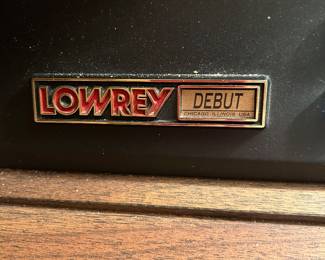 LOWREY
DEBUT
CHICAGO, ILLINOIS USA